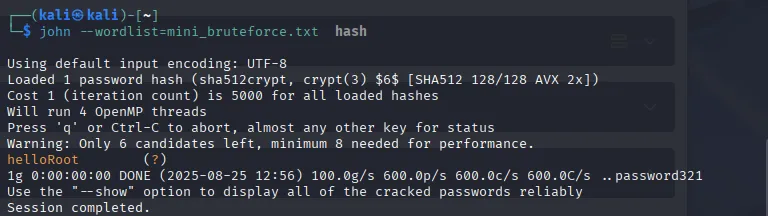 ┌──(kali㉿kali)-[~]
└─$ john --wordlist=mini_bruteforce.txt  hash
Using default input encoding: UTF-8
Loaded 1 password hash (sha512crypt, crypt(3) $6$ [SHA512 128/128 AVX 2x])
Cost 1 (iteration count) is 5000 for all loaded hashes
Will run 4 OpenMP threads
Press 'q' or Ctrl-C to abort, almost any other key for status
Warning: Only 6 candidates left, minimum 8 needed for performance.
helloRoot        (?)
1g 0:00:00:00 DONE (2025-08-25 12:56) 100.0g/s 600.0p/s 600.0c/s 600.0C/s ..password321
Use the "--show" option to display all of the cracked passwords reliably
Session completed.